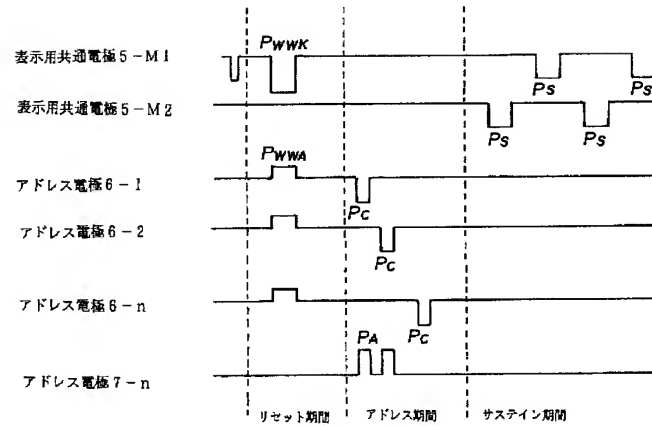 表示用共通電極5-M1
PWWK
PS
PS
表示用共通電極5-M2
PS
PS
PWWA
アドレス電極6-1
PC
アドレス電極6-2
PC
アドレス電極6-n
PC
PA
アドレス電極7-n
リセット期間
アドレス期間
サステイン期間